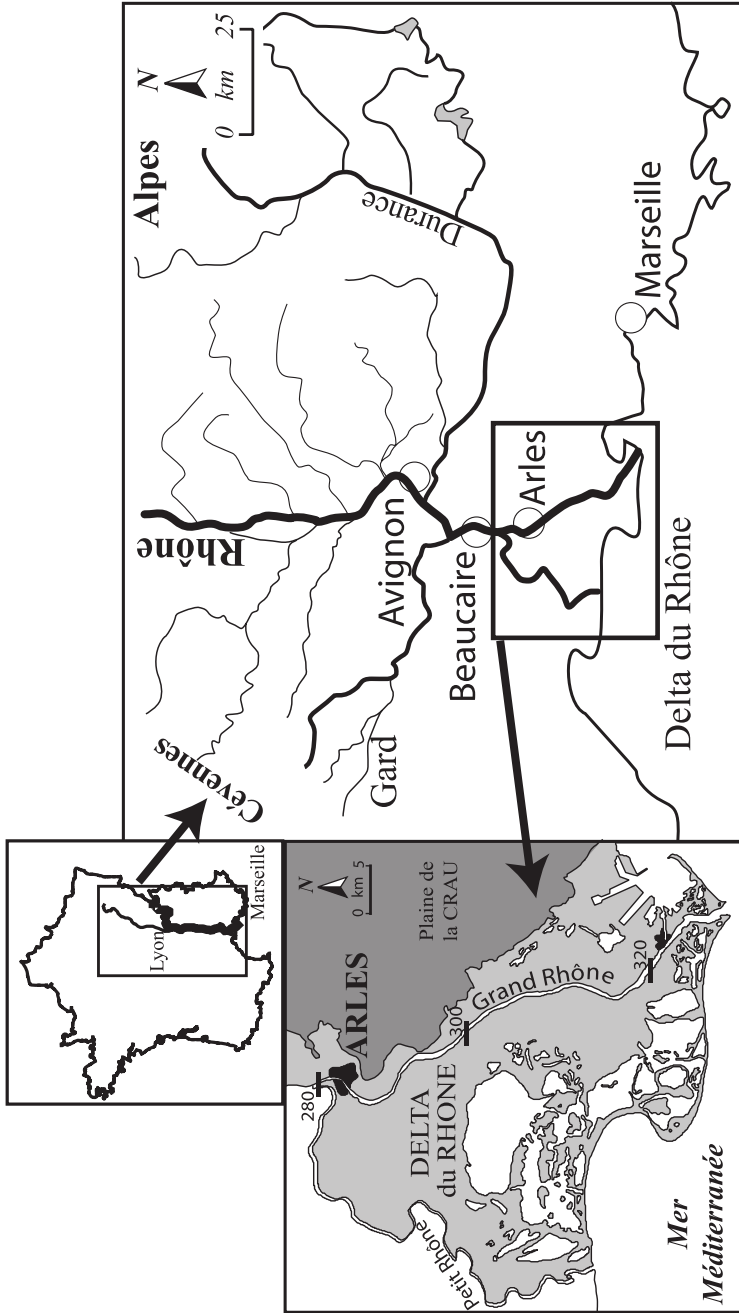 Lyon
Marseille
Cévennes
Rhône
Alpes
N
0 km 25
Durance
Avignon
Gard
Beaucaire
Arles
Marseille
Delta du Rhône
280
ARLES
N
0 km 5
Plaine de
la CRAU
DELTA
du RHONE
300
Grand Rhône
320
Petit Rhône
Mer
Méditerranée